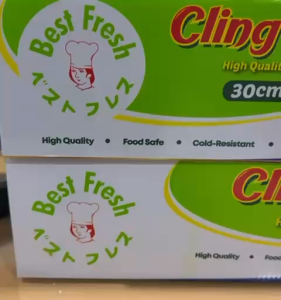 Best Fresh
ベストフレス
Cling
High Quali
30cm
High Quality • Food Safe • Cold-Resistant •
Best Fresh
ベストフレス
Cl
High Quality • Food